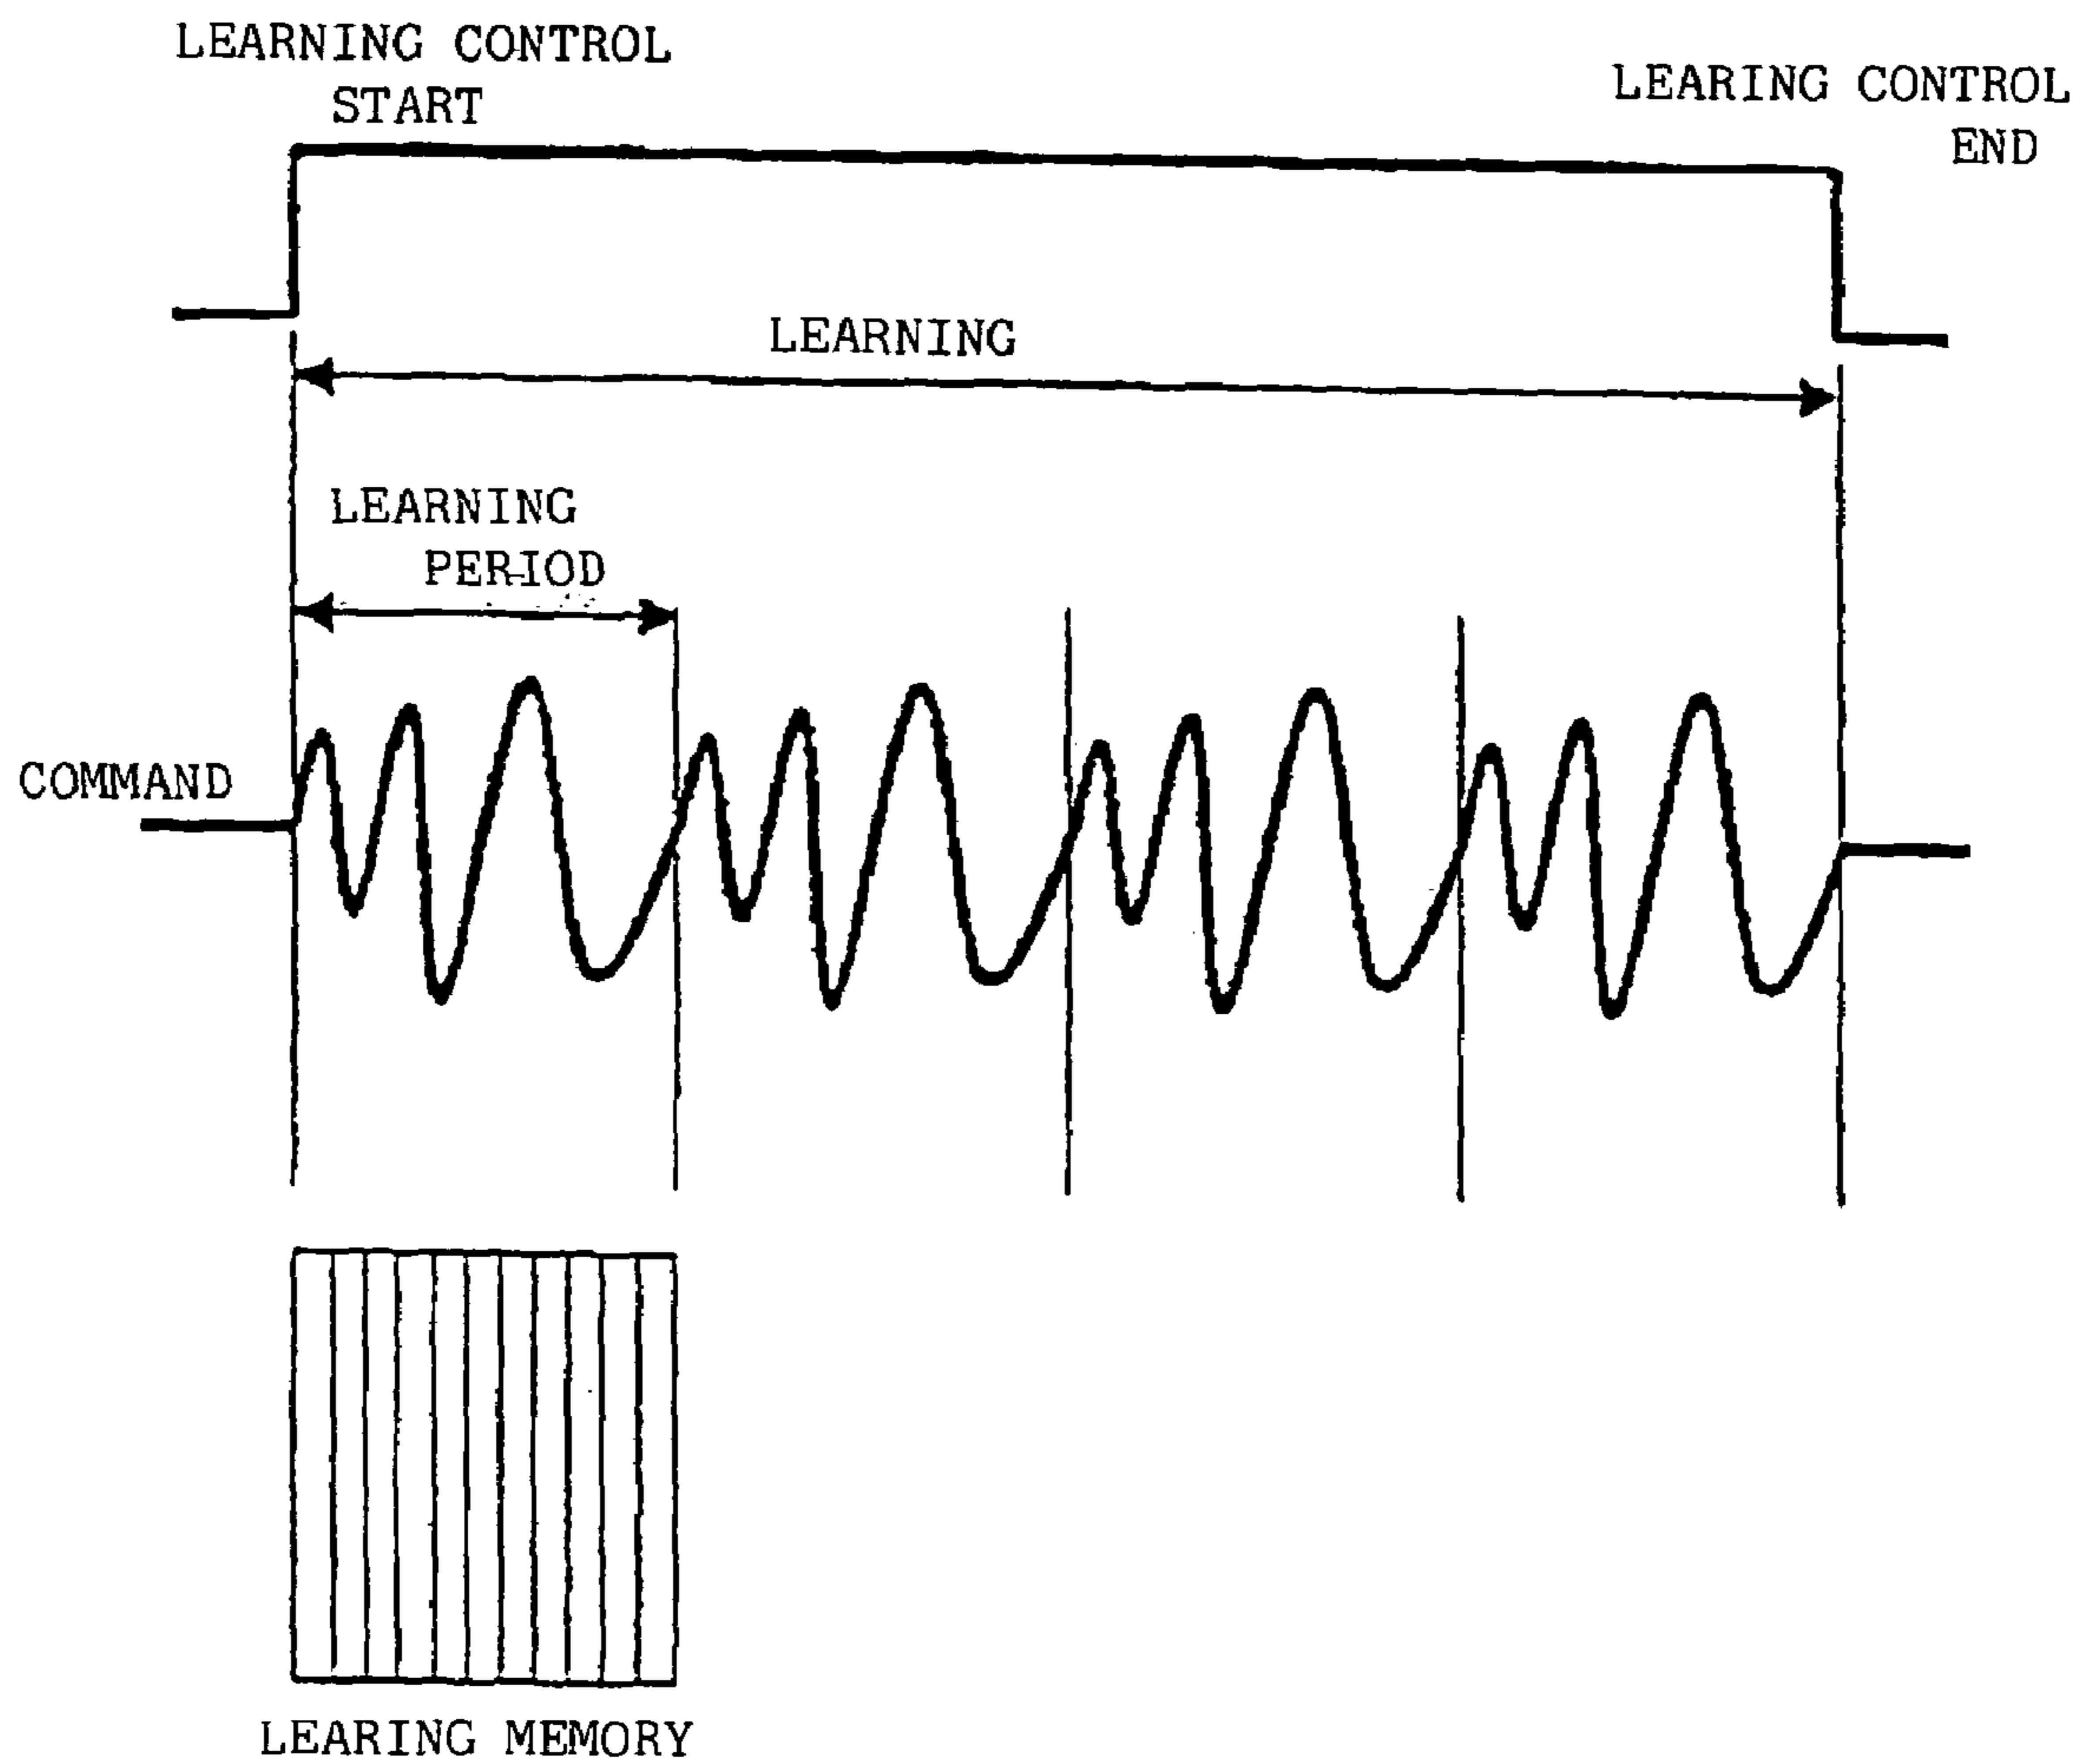 LEARNING CONTROL
START
LEARING CONTROL
END
LEARNING
LEARNING
PERIOD
COMMAND
LEARING MEMORY